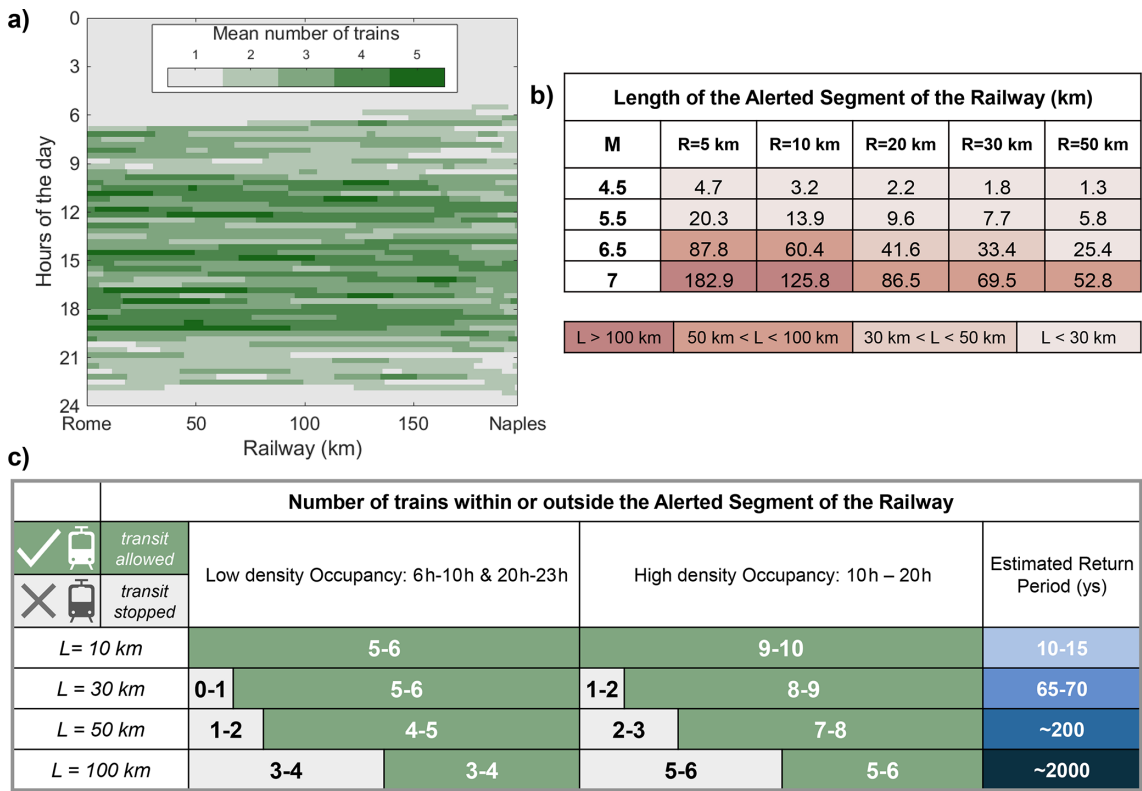 a)
Mean number of trains
1 2 3 4 5
0
3
6
9
12
15
18
21
24
Hours of the day
Rome 50 100 150 Naples
Railway (km)
b)
Length of the Alerted Segment of the Railway (km)
M R=5 km R=10 km R=20 km R=30 km R=50 km
4.5 4.7 3.2 2.2 1.8 1.3
5.5 20.3 13.9 9.6 7.7 5.8
6.5 87.8 60.4 41.6 33.4 25.4
7 182.9 125.8 86.5 69.5 52.8
L > 100 km 50 km < L < 100 km 30 km < L < 50 km L < 30 km
c)
Number of trains within or outside the Alerted Segment of the Railway
transit
allowed
transit
stopped
Low density Occupancy: 6h-10h & 20h-23h
High density Occupancy: 10h – 20h
Estimated Return
Period (ys)
L= 10 km 5-6 9-10 10-15
L = 30 km 0-1 5-6 1-2 8-9 65-70
L = 50 km 1-2 4-5 2-3 7-8 ~200
L = 100 km 3-4 3-4 5-6 5-6 ~2000